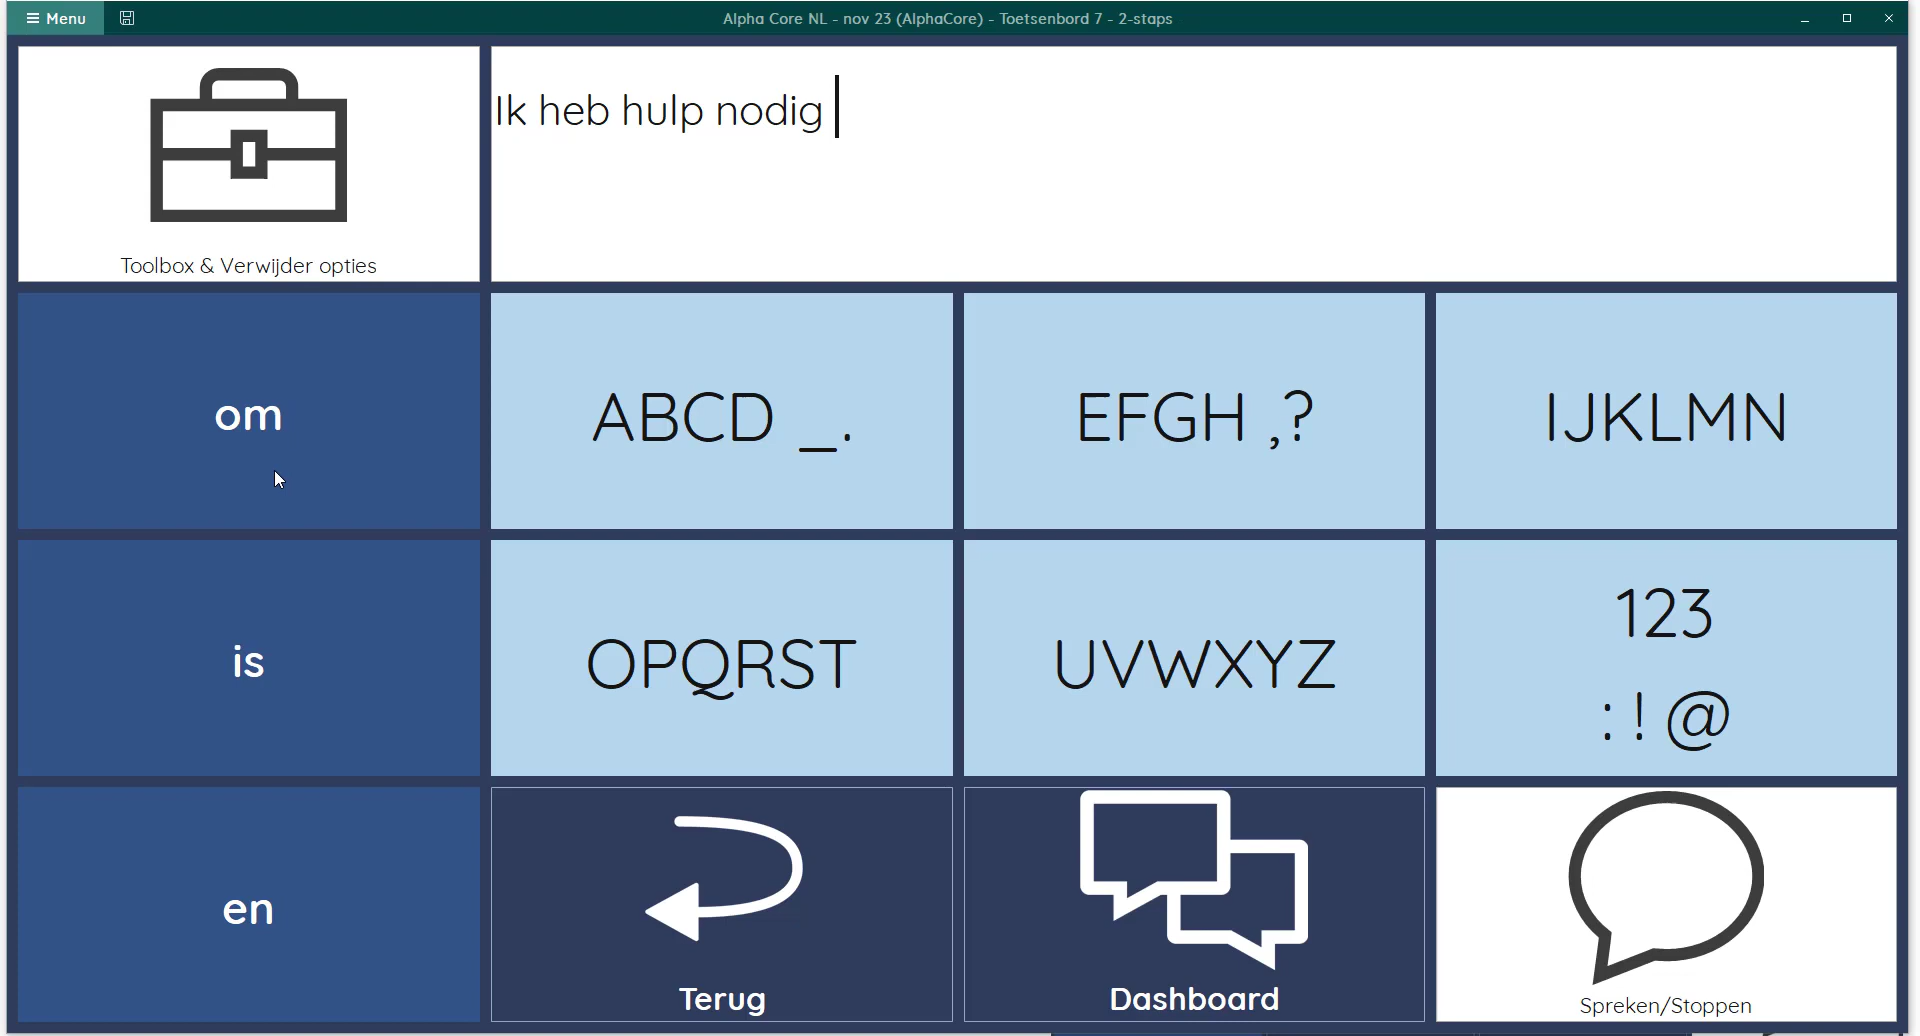 Menu
Alpha Core NL - nov 23 (AlphaCore) - Toetsenbord 7 - 2-staps
Toolbox & Verwijder opties
Ik heb hulp nodig
om
ABCD _.
EFGH ,?
IJKLMN
is
OPQRST
UVWXYZ
123
: ! @
en
Terug
Dashboard
Spreken/Stoppen